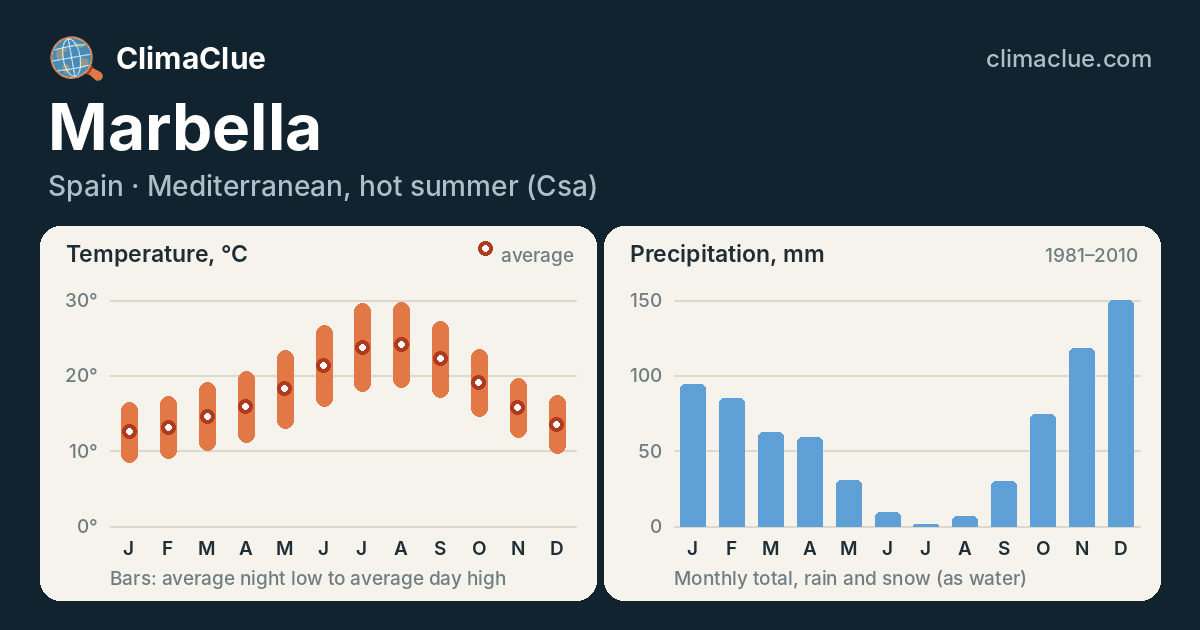 ClimaClue
climaclue.com
Marbella
Spain · Mediterranean, hot summer (Csa)
Temperature, °C
average
30°
20°
10°
0°
J F M A M J J A S O N D
Bars: average night low to average day high
Precipitation, mm
1981–2010
150
100
50
0
J F M A M J J A S O N D
Monthly total, rain and snow (as water)